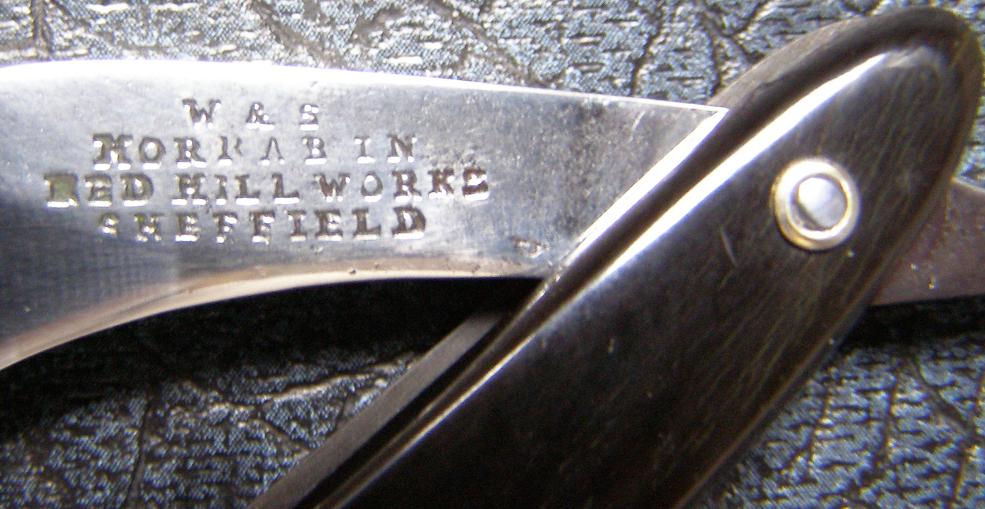 W & S
HORRABIN
RED HILL WORKS
SHEFFIELD